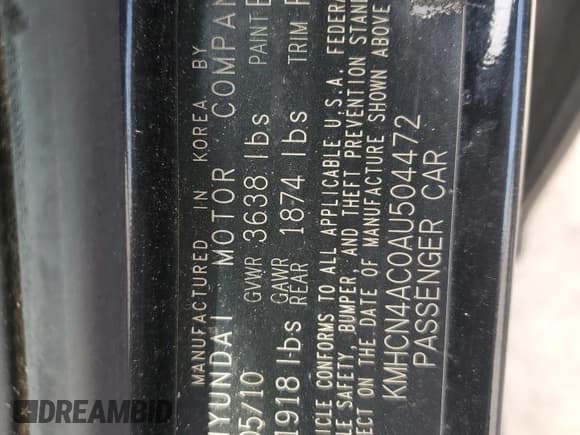 MANUFACTURED IN KOREA BY
HYUNDAI MOTOR COMPAN
05/10 GVWR 3638 lbs PAINTE
GAWR
1918 lbs REAR 1874 lbs TRIM
ICLE CONFORMS TO ALL APPLICABLE U.S.A. FEDERA
LE SAFETY, BUMPER, AND THEFT PREVENTION STAN
ECT ON THE DATE OF MANUFACTURE SHOWN ABOVE
KMHCN4AC0AU504472
PASSENGER CAR
DREAMBID